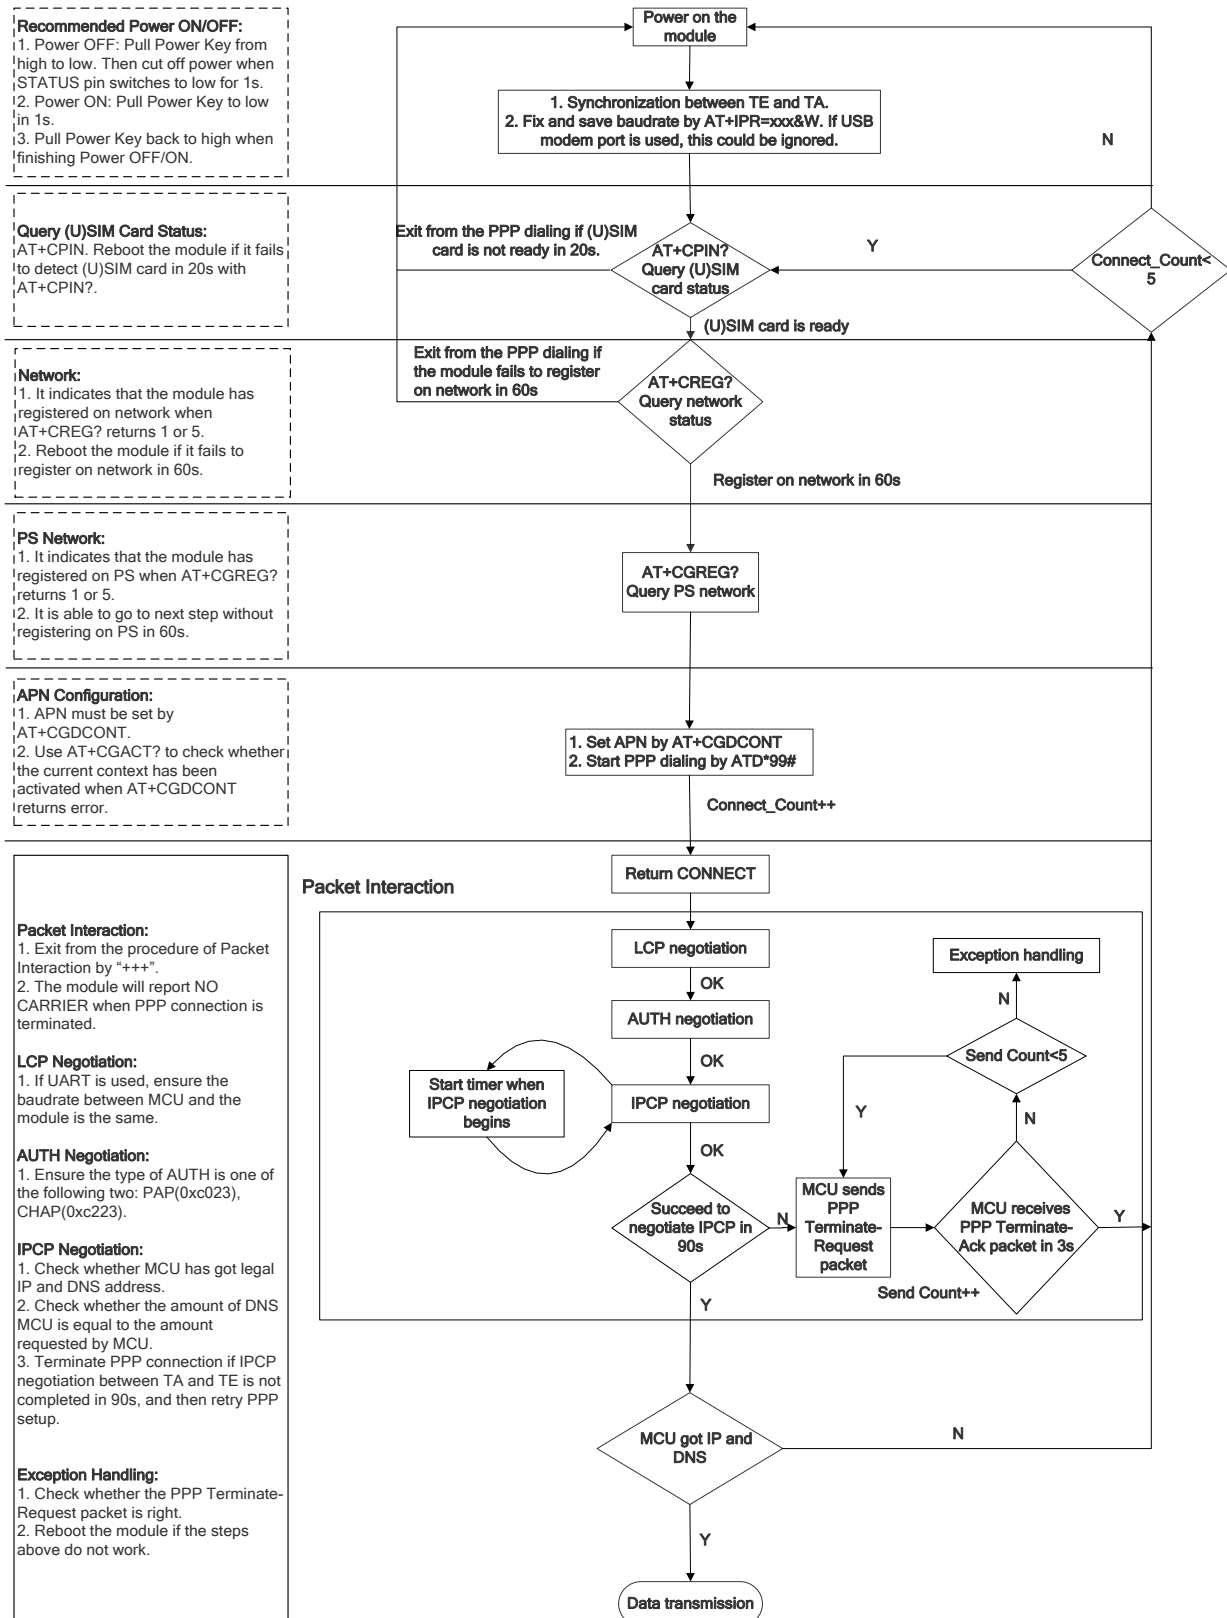 Recommended Power ON/OFF:
1. Power OFF: Pull Power Key from
high to low. Then cut off power when
STATUS pin switches to low for 1s.
2. Power ON: Pull Power Key to low
in 1s.
3. Pull Power Key back to high when
finishing Power OFF/ON.
Power on the
module
1. Synchronization between TE and TA.
2. Fix and save baudrate by AT+IPR=xxx&W. If USB
modem port is used, this could be ignored.
N
Query (U)SIM Card Status:
AT+CPIN. Reboot the module if it fails
to detect (U)SIM card in 20s with
AT+CPIN?.
Exit from the PPP dialing if (U)SIM
card is not ready in 20s.
AT+CPIN?
Query (U)SIM
card status
Y
Connect_Count<
5
(U)SIM card is ready
Network:
1. It indicates that the module has
registered on network when
AT+CREG? returns 1 or 5.
2. Reboot the module if it fails to
register on network in 60s.
Exit from the PPP dialing if
the module fails to register
on network in 60s
AT+CREG?
Query network
status
Register on network in 60s
PS Network:
1. It indicates that the module has
registered on PS when AT+CGREG?
returns 1 or 5.
2. It is able to go to next step without
registering on PS in 60s.
AT+CGREG?
Query PS network
APN Configuration:
1. APN must be set by
AT+CGDCONT.
2. Use AT+CGACT? to check whether
the current context has been
activated when AT+CGDCONT
returns error.
1. Set APN by AT+CGDCONT
2. Start PPP dialing by ATD*99#
Connect_Count++
Return CONNECT
Packet Interaction
Packet Interaction:
1. Exit from the procedure of Packet
Interaction by “+++”.
2. The module will report NO
CARRIER when PPP connection is
terminated.
LCP Negotiation:
1. If UART is used, ensure the
baudrate between MCU and the
module is the same.
AUTH Negotiation:
1. Ensure the type of AUTH is one of
the following two: PAP(0xc023),
CHAP(0xc223).
IPCP Negotiation:
1. Check whether MCU has got legal
IP and DNS address.
2. Check whether the amount of DNS
MCU is equal to the amount
requested by MCU.
3. Terminate PPP connection if IPCP
negotiation between TA and TE is not
completed in 90s, and then retry PPP
setup.
Exception Handling:
1. Check whether the PPP Terminate-
Request packet is right.
2. Reboot the module if the steps
above do not work.
LCP negotiation
OK
AUTH negotiation
OK
Start timer when
IPCP negotiation
begins
IPCP negotiation
OK
Succeed to
negotiate IPCP in
90s
N
MCU sends
PPP
Terminate-
Request
packet
Send Count++
MCU receives
PPP Terminate-
Ack packet in 3s
Y
N
Send Count<5
Y
N
Exception handling
Y
MCU got IP and
DNS
N
Y
Data transmission